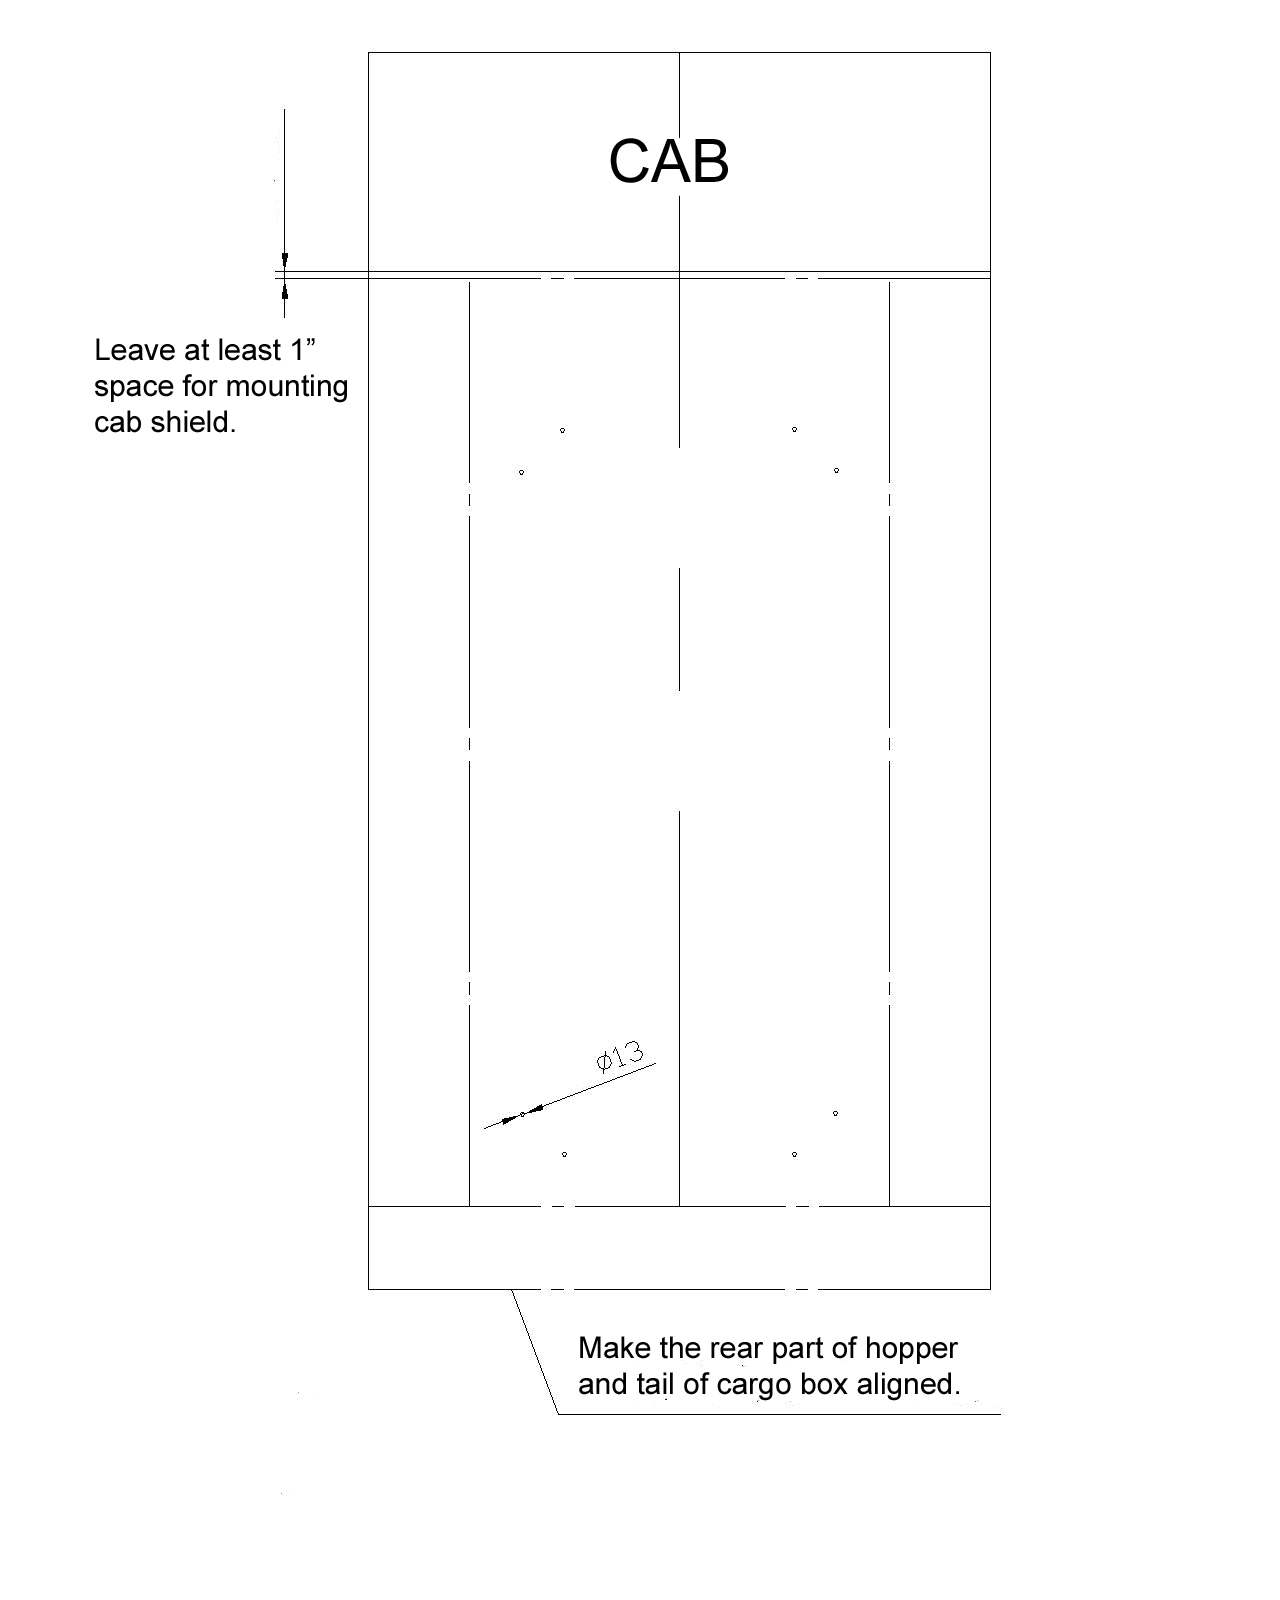 CAB
Leave at least 1”
space for mounting
cab shield.
ø13
Make the rear part of hopper
and tail of cargo box aligned.